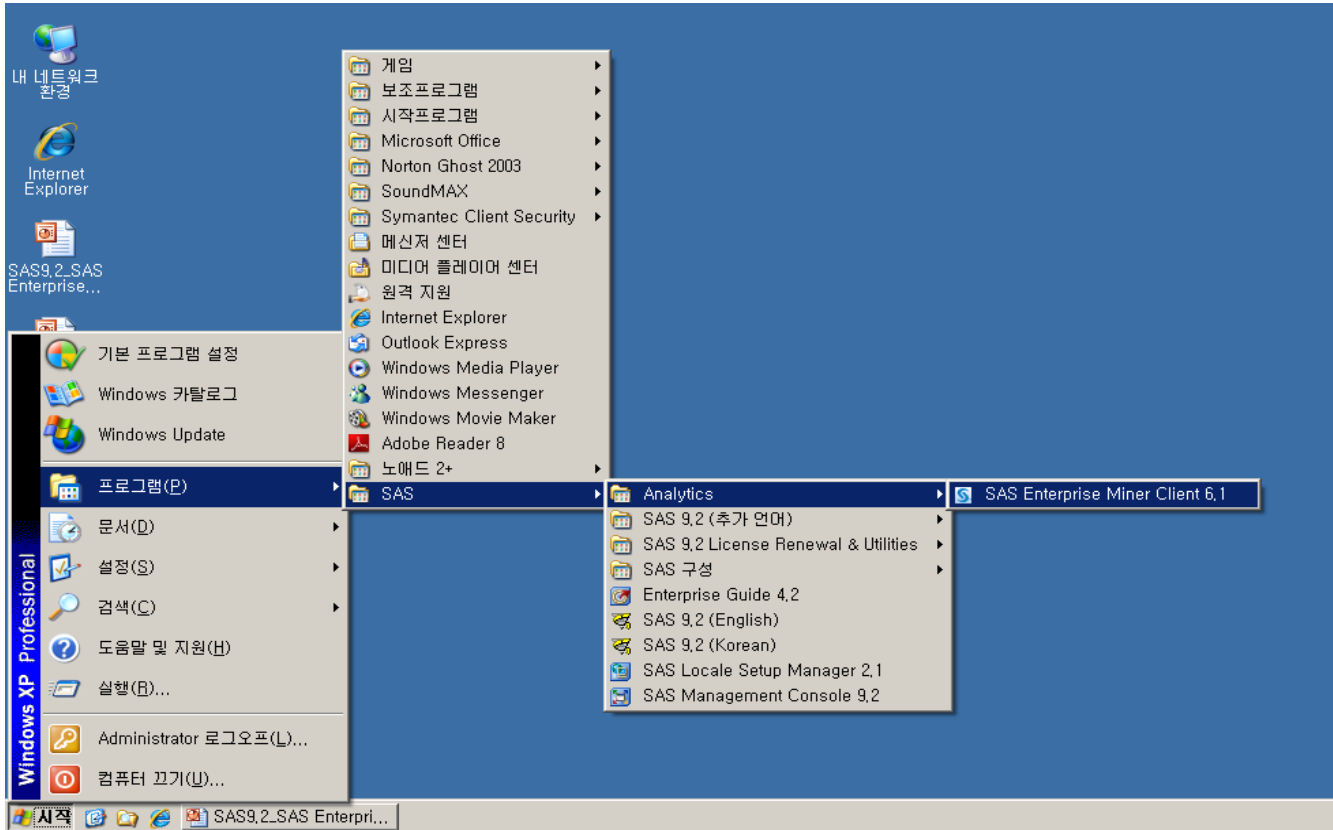 내 네트워크
환경
Internet
Explorer
SAS9.2_SAS
Enterprise...
게임
보조프로그램
시작프로그램
Microsoft Office
Norton Ghost 2003
SoundMAX
Symantec Client Security
메신저 센터
미디어 플레이어 센터
원격 지원
Internet Explorer
Outlook Express
Windows Media Player
Windows Messenger
Windows Movie Maker
Adobe Reader 8
노애드 2+
SAS
Analytics
SAS 9.2 (추가 언어)
SAS 9.2 License Renewal & Utilities
SAS 구성
Enterprise Guide 4.2
SAS 9.2 (English)
SAS 9.2 (Korean)
SAS Locale Setup Manager 2.1
SAS Management Console 9.2
SAS Enterprise Miner Client 6.1
기본 프로그램 설정
Windows 카탈로그
Windows Update
프로그램(P)
문서(D)
설정(S)
검색(C)
도움말 및 지원(H)
실행(R)...
Administrator 로그오프(L)...
컴퓨터 끄기(U)...
Windows XP Professional
시작
SAS9.2_SAS Enterpri...